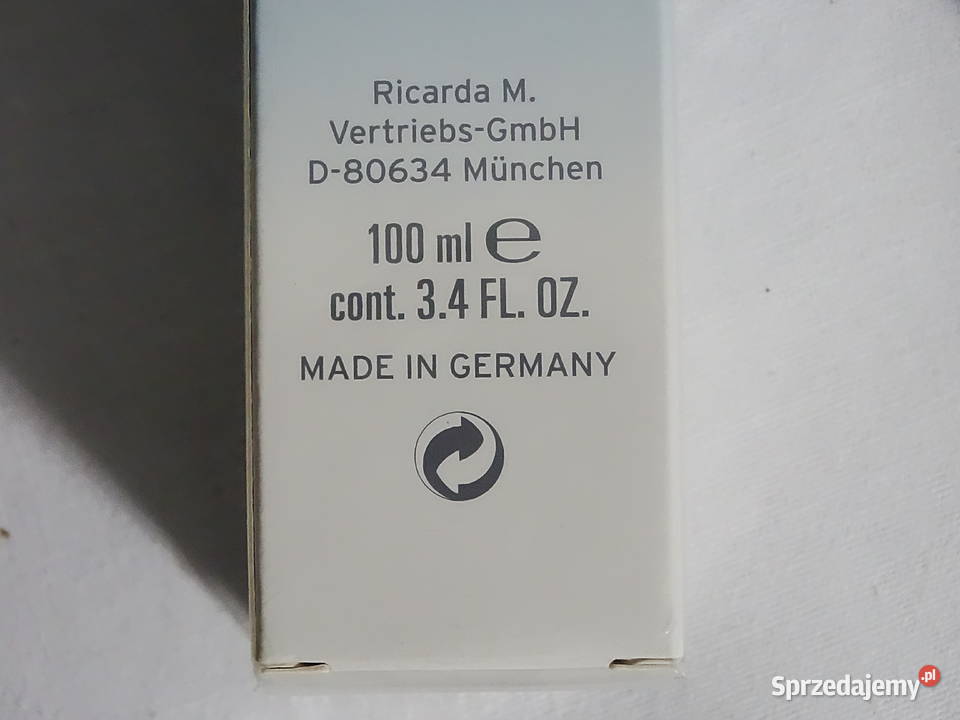 Ricarda M.
Vertriebs-GmbH
D-80634 München
100 ml ℮
cont. 3.4 FL. OZ.
MADE IN GERMANY
Sprzedajemy.pl